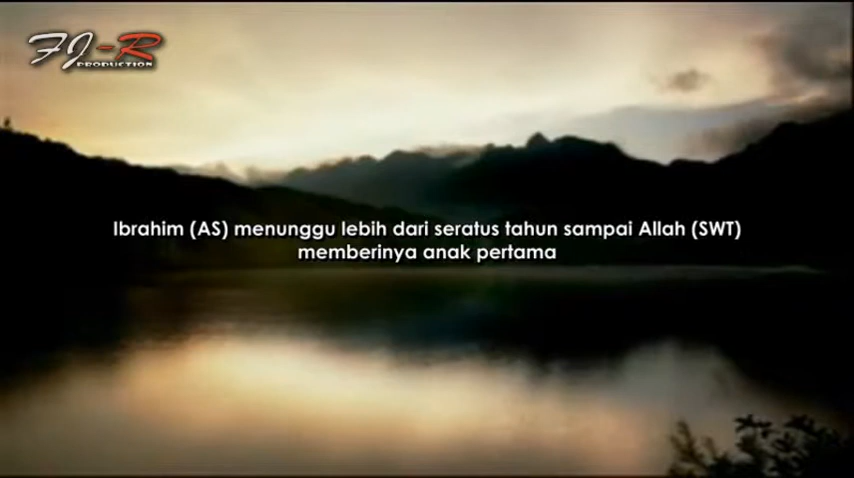 FJ-R
PRODUCTION
Ibrahim (AS) menunggu lebih dari seratus tahun sampai Allah (SWT)
memberinya anak pertama